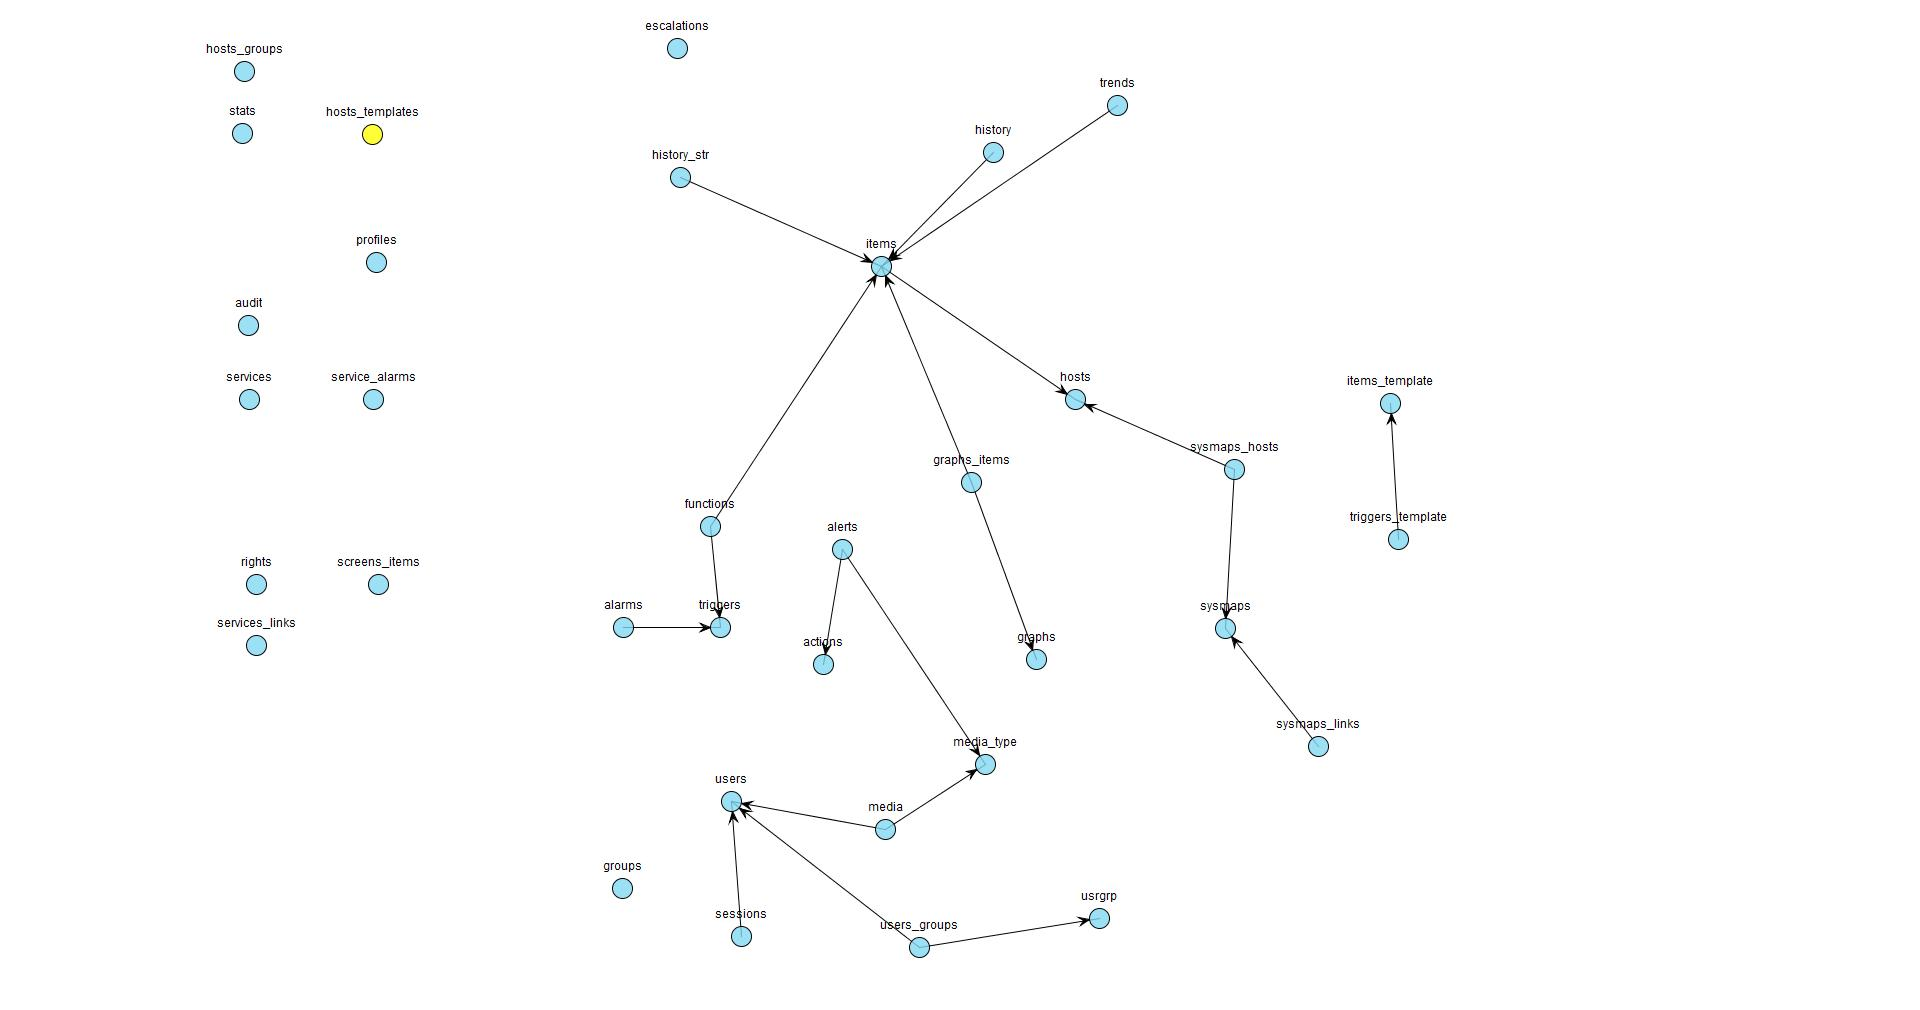 escalations
hosts_groups
trends
stats
hosts_templates
history
history_str
profiles
items
audit
services
service_alarms
hosts
items_template
sysmaps_hosts
graphs_items
functions
triggers_template
alerts
rights
screens_items
alarms
triggers
sysmaps
services_links
actions
graphs
sysmaps_links
media_type
users
media
groups
usrgrp
sessions
users_groups